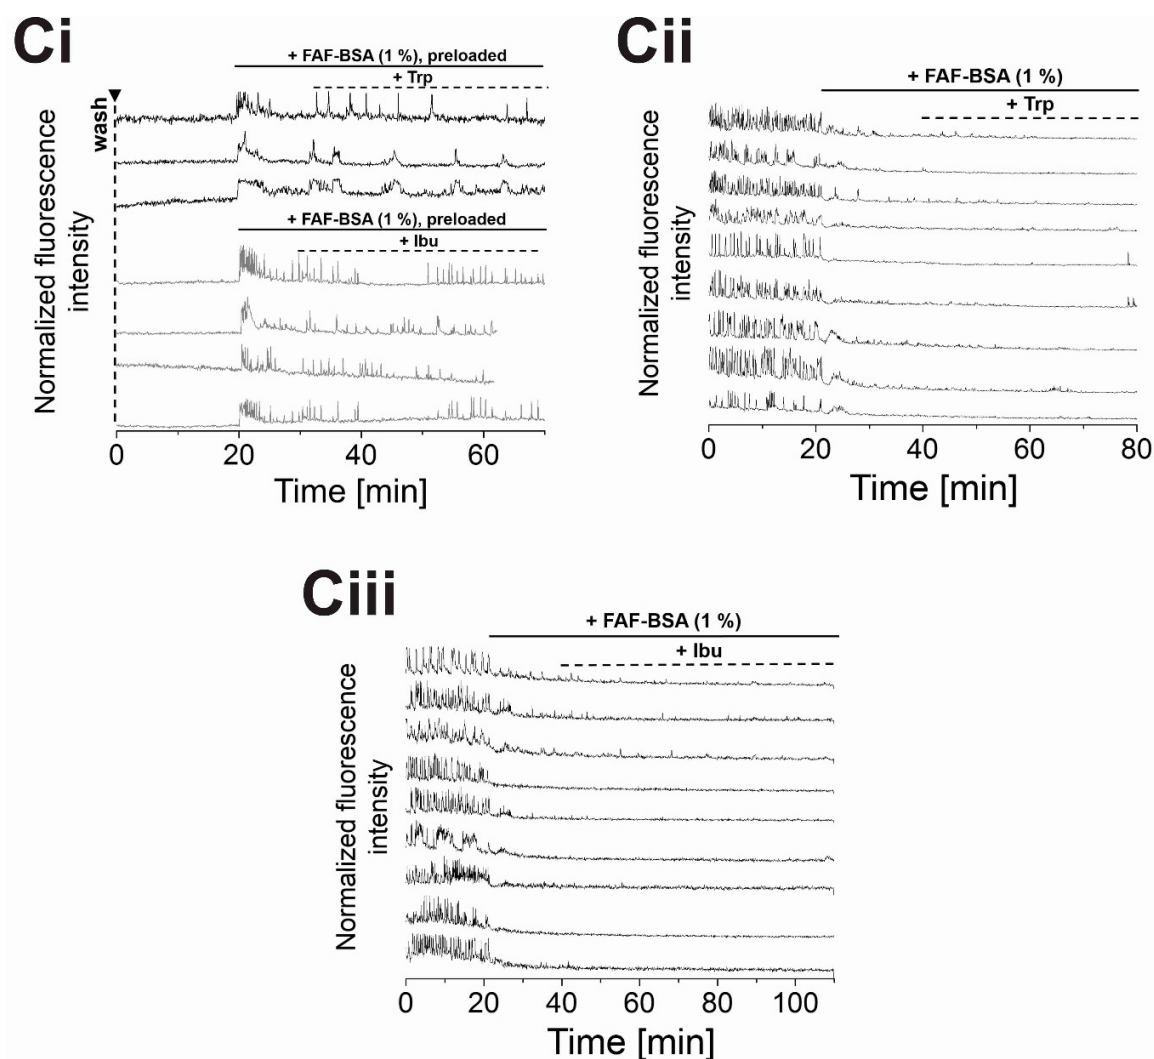 Ci
+ FAF-BSA (1 %), preloaded
+ Trp
wash
Normalized fluorescence
intensity
+ FAF-BSA (1 %), preloaded
+ Ibu
0 20 40 60
Time [min]
Cii
+ FAF-BSA (1 %)
+ Trp
Normalized fluorescence
intensity
0 20 40 60 80
Time [min]
Ciii
+ FAF-BSA (1 %)
+ Ibu
Normalized fluorescence
intensity
0 20 40 60 80 100
Time [min]